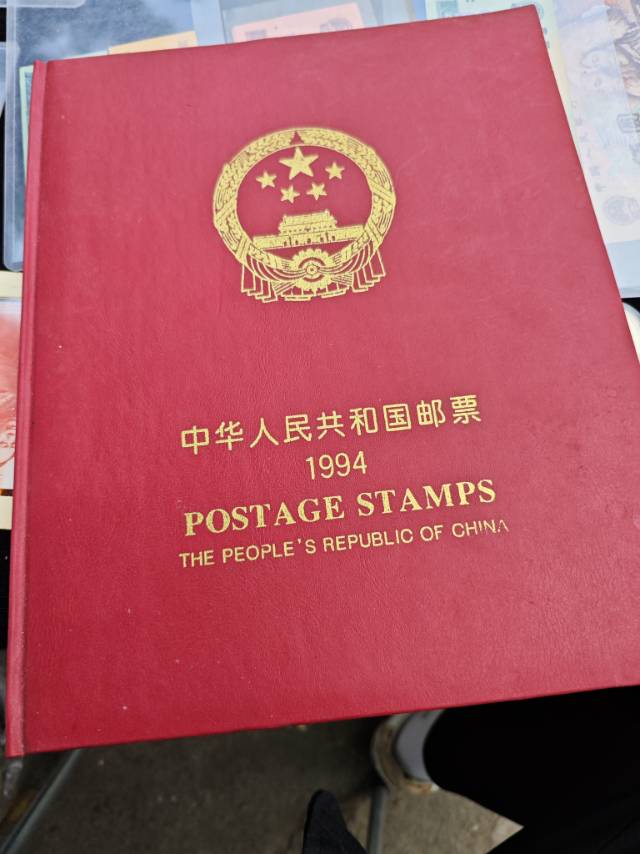 中华人民共和国邮票
1994
POSTAGE STAMPS
THE PEOPLE'S REPUBLIC OF CHINA